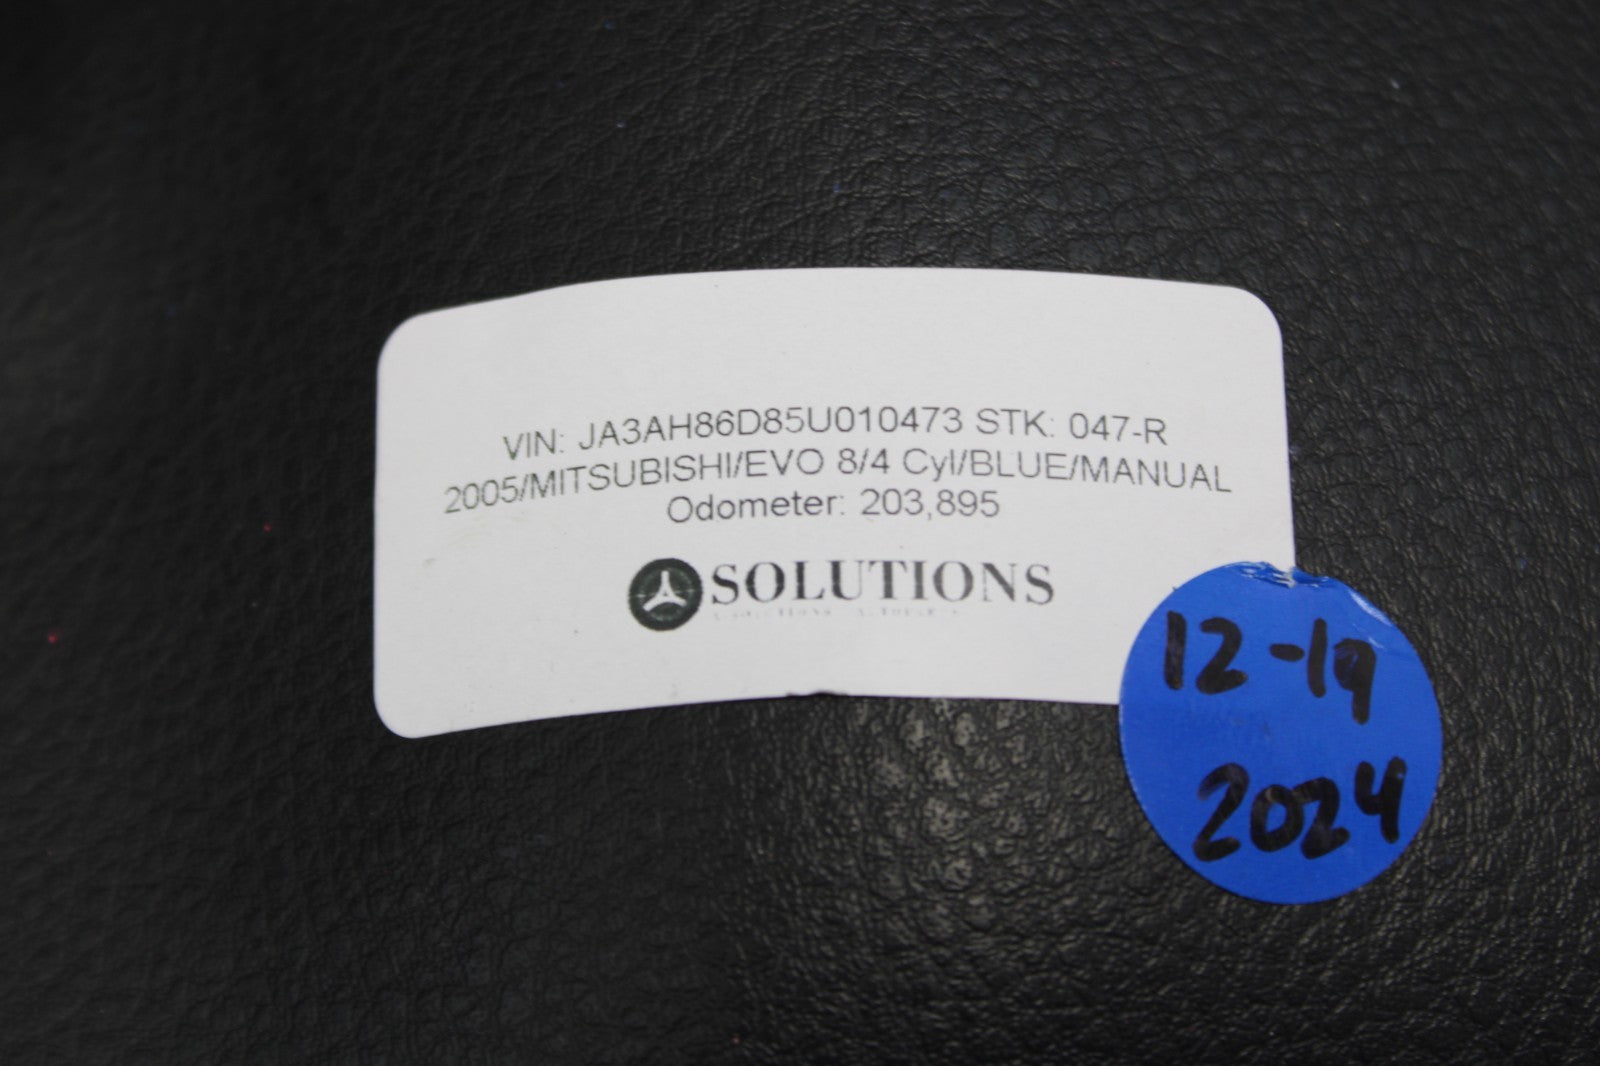 VIN: JA3AH86D85U010473 STK: 047-R
2005/MITSUBISHI/EVO 8/4 Cyl/BLUE/MANUAL
Odometer: 203,895
SOLUTIONS
12-19
2024